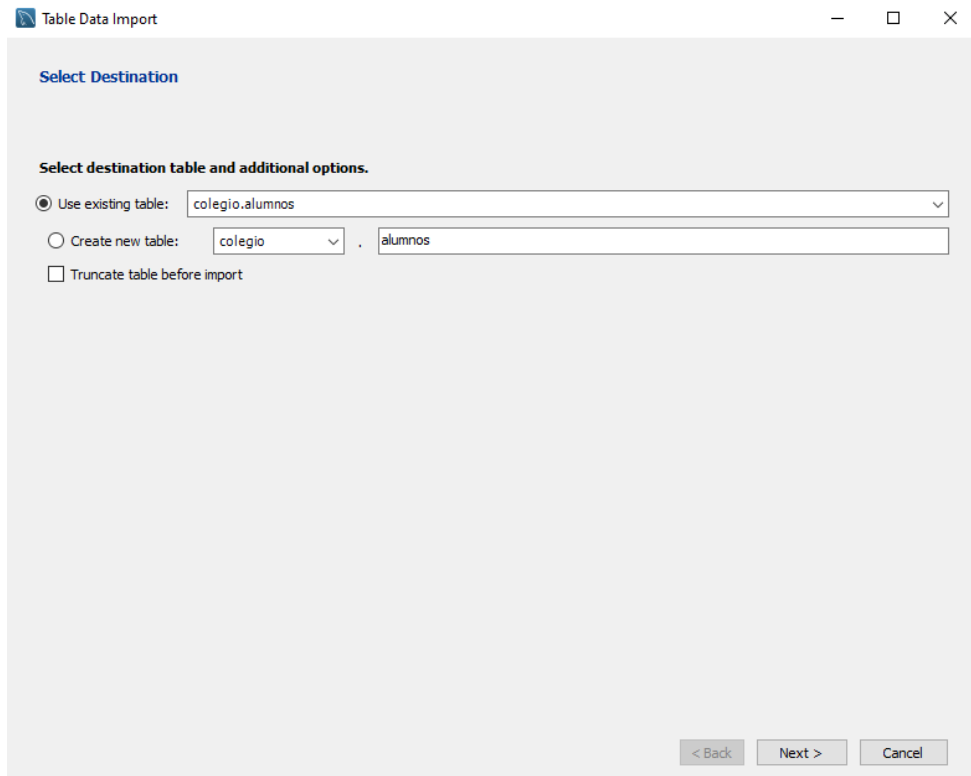 Table Data Import
Select Destination
Select destination table and additional options.
Use existing table: colegio.alumnos
Create new table: colegio . alumnos
Truncate table before import
< Back Next > Cancel